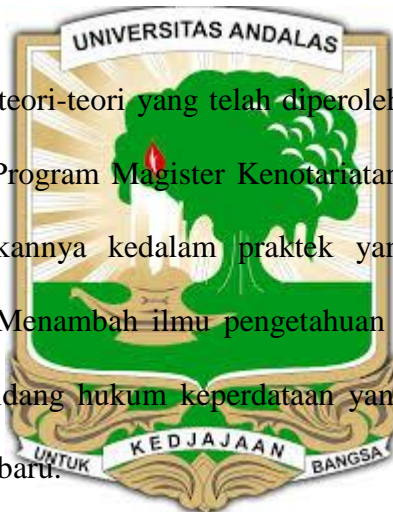 UNIVERSITAS ANDALAS
teori-teori yang telah diperoleh
Program Magister Kenotariatan
kannya kedalam praktek yan
Menambah ilmu pengetahuan
dang hukum keperdataan yan
UNTUK KEDJAJAAN BANGSA
baru.